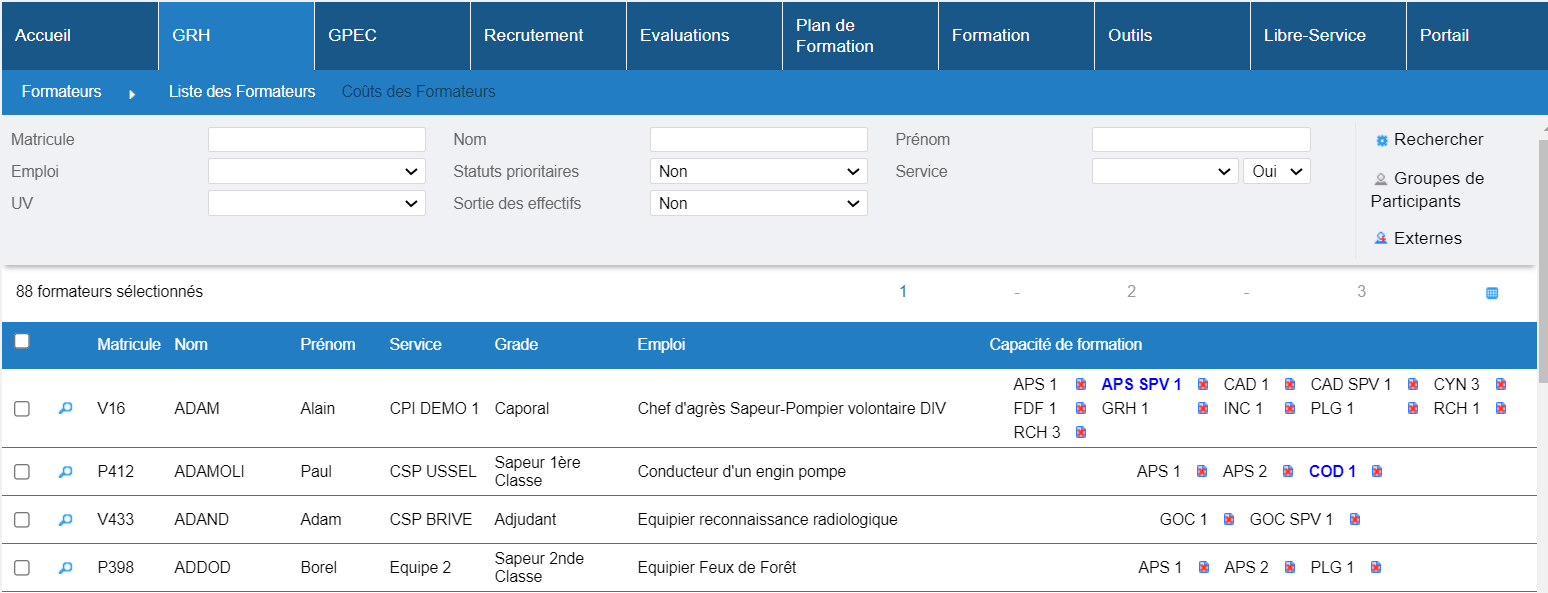 Accueil GRH GPEC Recrutement Evaluations Plan de Formation Formation Outils Libre-Service Portail
Formateurs Liste des Formateurs Coûts des Formateurs
Matricule Nom Prénom Rechercher
Emploi Statuts prioritaires Non Service Oui Groupes de Participants
UV Sortie des effectifs Non
Externes
88 formateurs sélectionnés 1 - 2 - 3
Matricule Nom Prénom Service Grade Emploi Capacité de formation
APS 1 APS SPV 1 CAD 1 CAD SPV 1 CYN 3
V16 ADAM Alain CPI DEMO 1 Caporal Chef d'agrès Sapeur-Pompier volontaire DIV FDF 1 GRH 1 INC 1 PLG 1 RCH 1
RCH 3
P412 ADAMOLI Paul CSP USSEL Sapeur 1ère Classe Conducteur d'un engin pompe APS 1 APS 2 COD 1
V433 ADAND Adam CSP BRIVE Adjudant Equipier reconnaissance radiologique GOC 1 GOC SPV 1
P398 ADDOD Borel Equipe 2 Sapeur 2nde Classe Equipier Feux de Forêt APS 1 APS 2 PLG 1